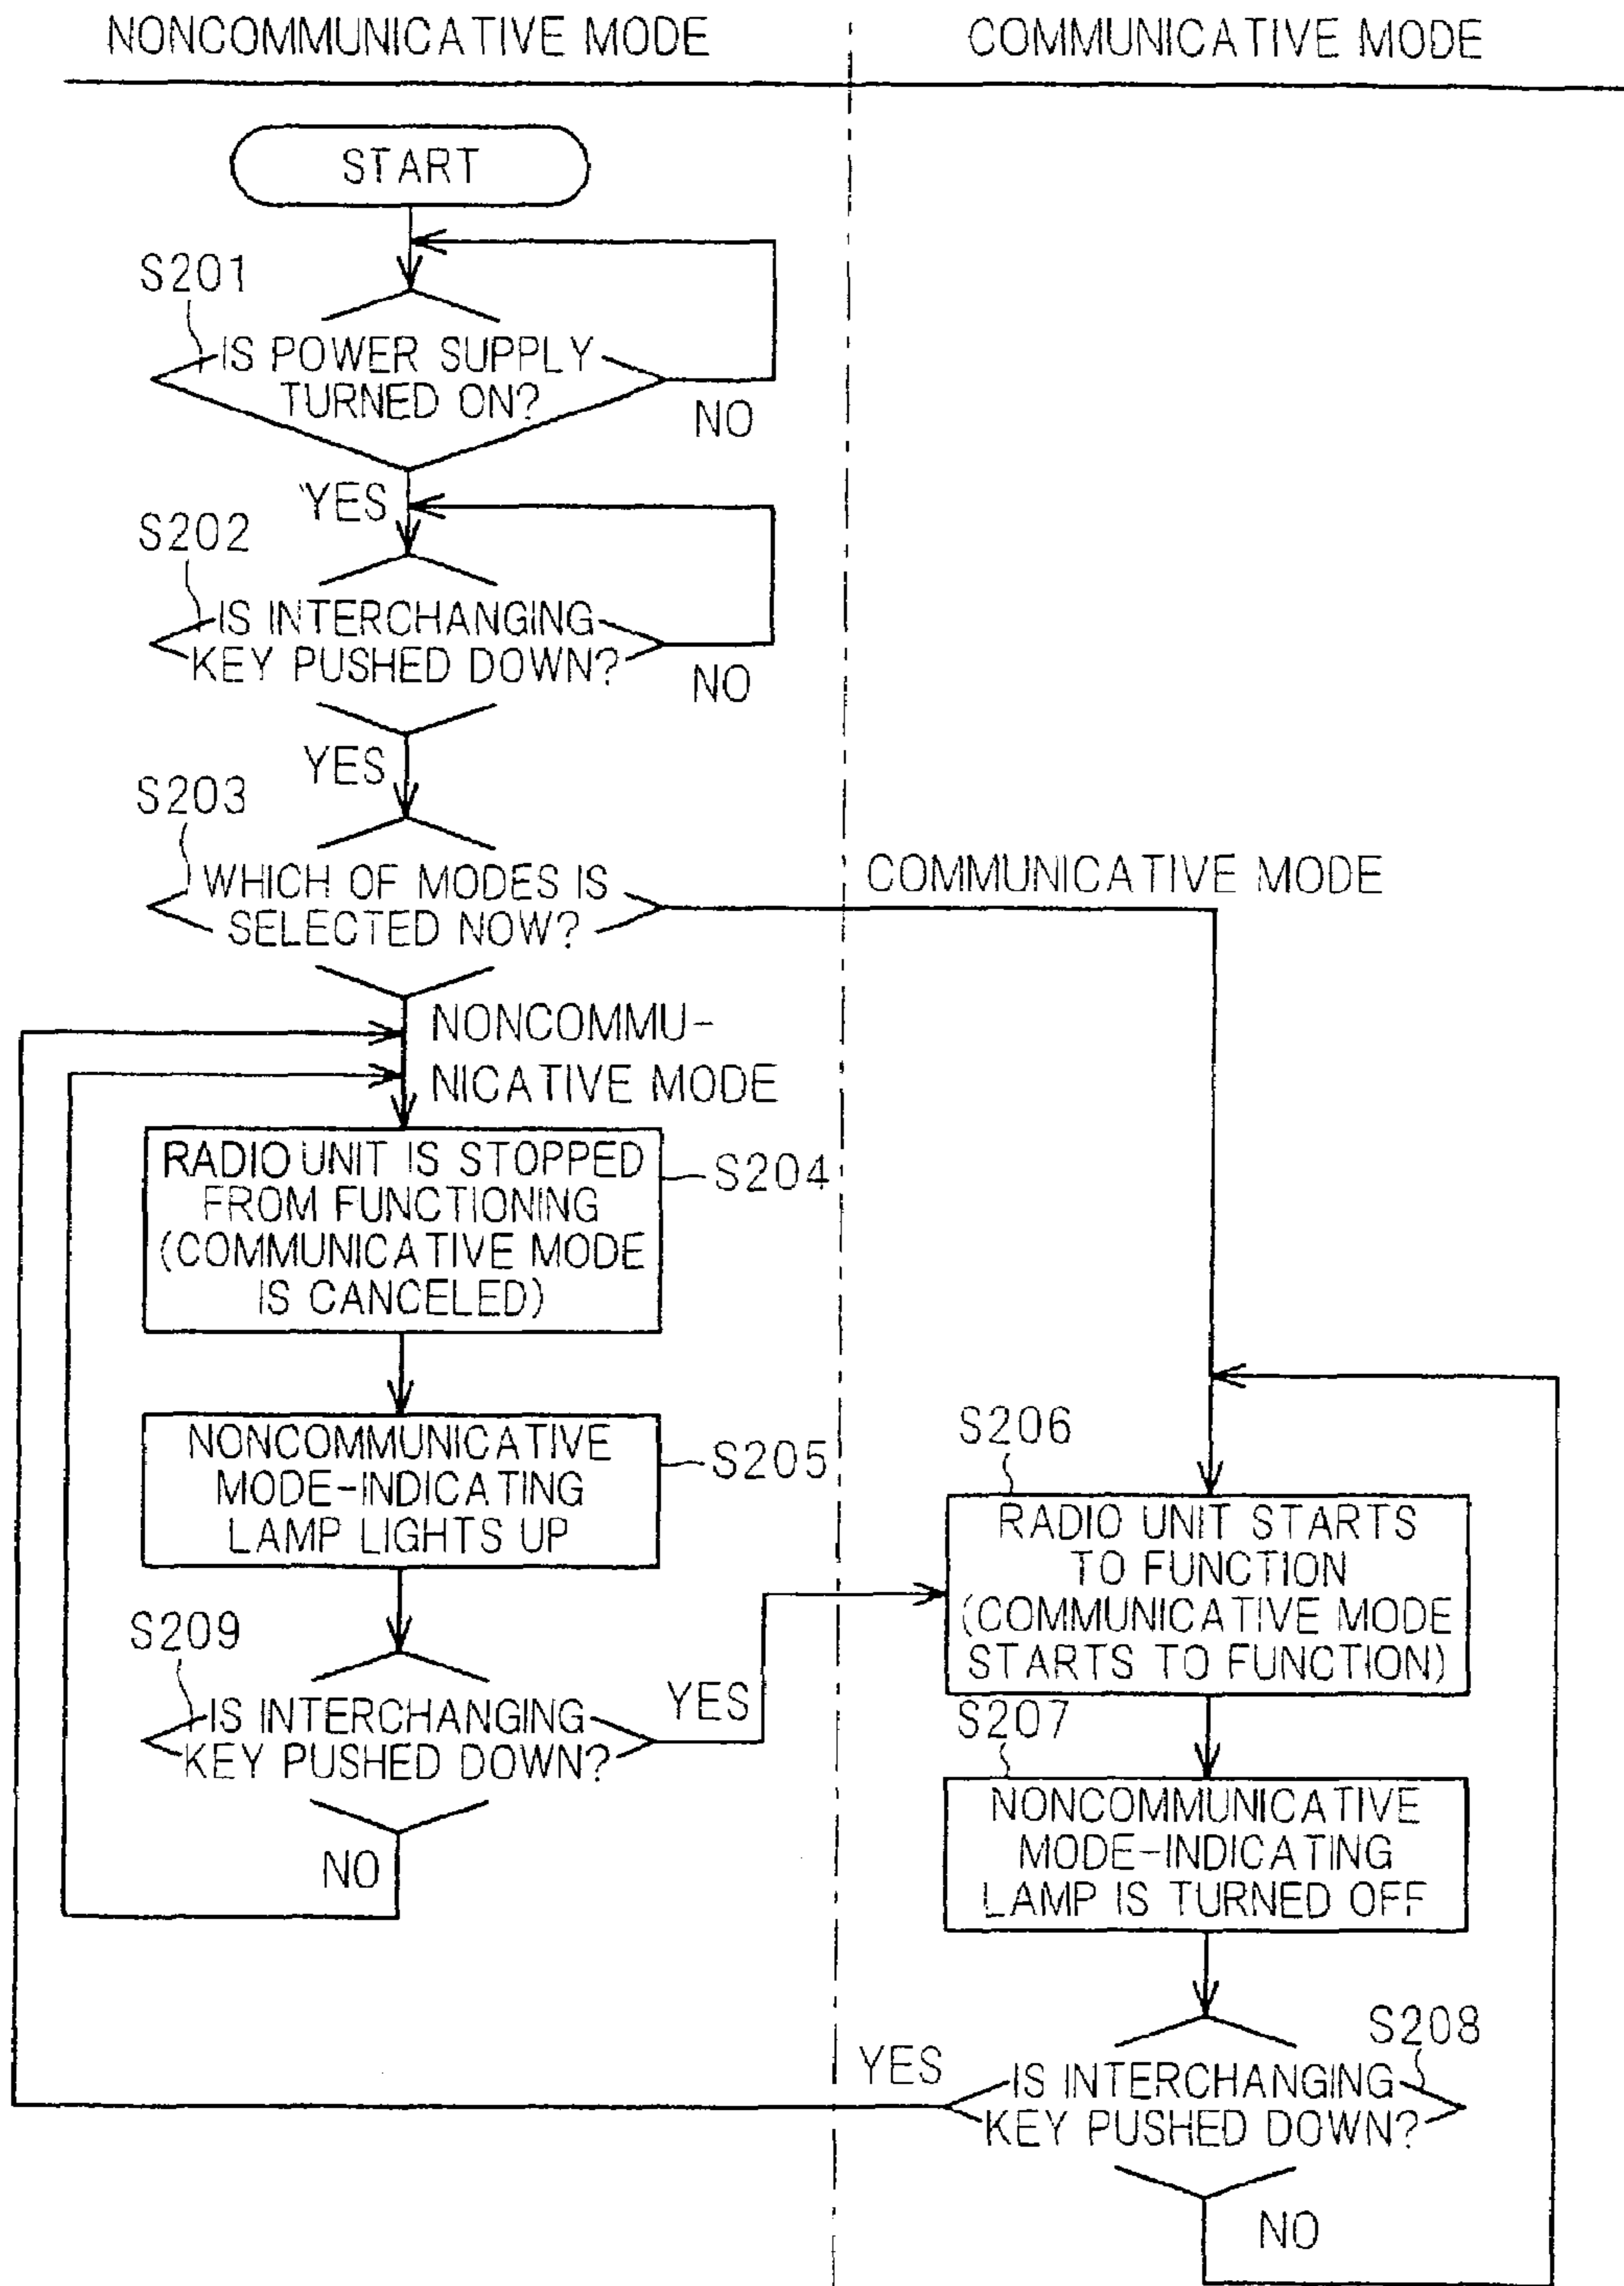 NONCOMMUNICATIVE MODE
COMMUNICATIVE MODE
START
S201
IS POWER SUPPLY
TURNED ON?
NO
YES
S202
IS INTERCHANGING
KEY PUSHED DOWN?
NO
YES
S203
WHICH OF MODES IS
SELECTED NOW?
COMMUNICATIVE MODE
NONCOMMU-
NICATIVE MODE
RADIO UNIT IS STOPPED
FROM FUNCTIONING
(COMMUNICATIVE MODE
IS CANCELED)
S204
NONCOMMUNICATIVE
MODE-INDICATING
LAMP LIGHTS UP
S205
S209
IS INTERCHANGING
KEY PUSHED DOWN?
YES
NO
S206
RADIO UNIT STARTS
TO FUNCTION
(COMMUNICATIVE MODE
STARTS TO FUNCTION)
S207
NONCOMMUNICATIVE
MODE-INDICATING
LAMP IS TURNED OFF
S208
IS INTERCHANGING
KEY PUSHED DOWN?
YES
NO